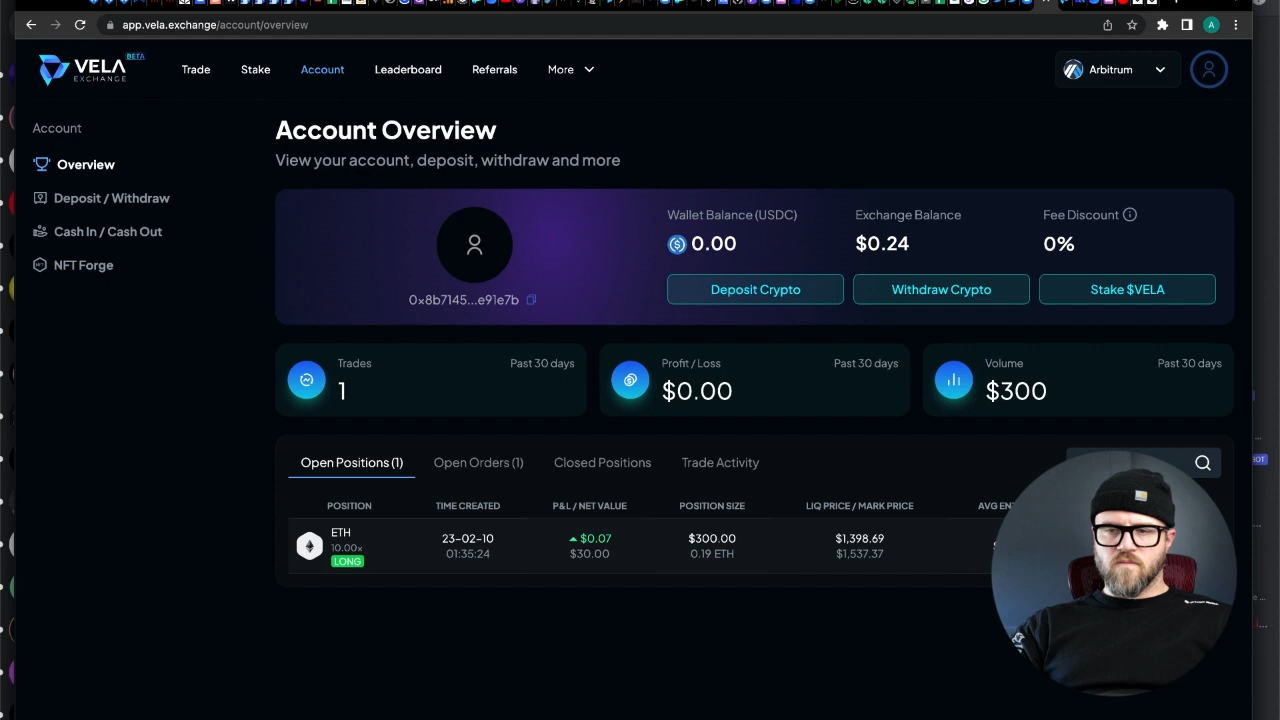 app.vela.exchange/account/overview
A
VELA BETA
EXCHANGE
Trade Stake Account Leaderboard Referrals More
Arbitrum
Account
Overview
Deposit / Withdraw
Cash In / Cash Out
NFT Forge
Account Overview
View your account, deposit, withdraw and more
0x8b7145...e91e7b
Wallet Balance (USDC) Exchange Balance Fee Discount
0.00 $0.24 0%
Deposit Crypto Withdraw Crypto Stake $VELA
Trades Past 30 days
1
Profit / Loss Past 30 days
$0.00
Volume Past 30 days
$300
Open Positions (1) Open Orders (1) Closed Positions Trade Activity
POSITION TIME CREATED P&L / NET VALUE POSITION SIZE LIQ PRICE / MARK PRICE AVG
ETH 23-02-10 $0.07 $300.00 $1,398.69
10.00x 01:35:24 $30.00 0.19 ETH $1,537.37
LONG